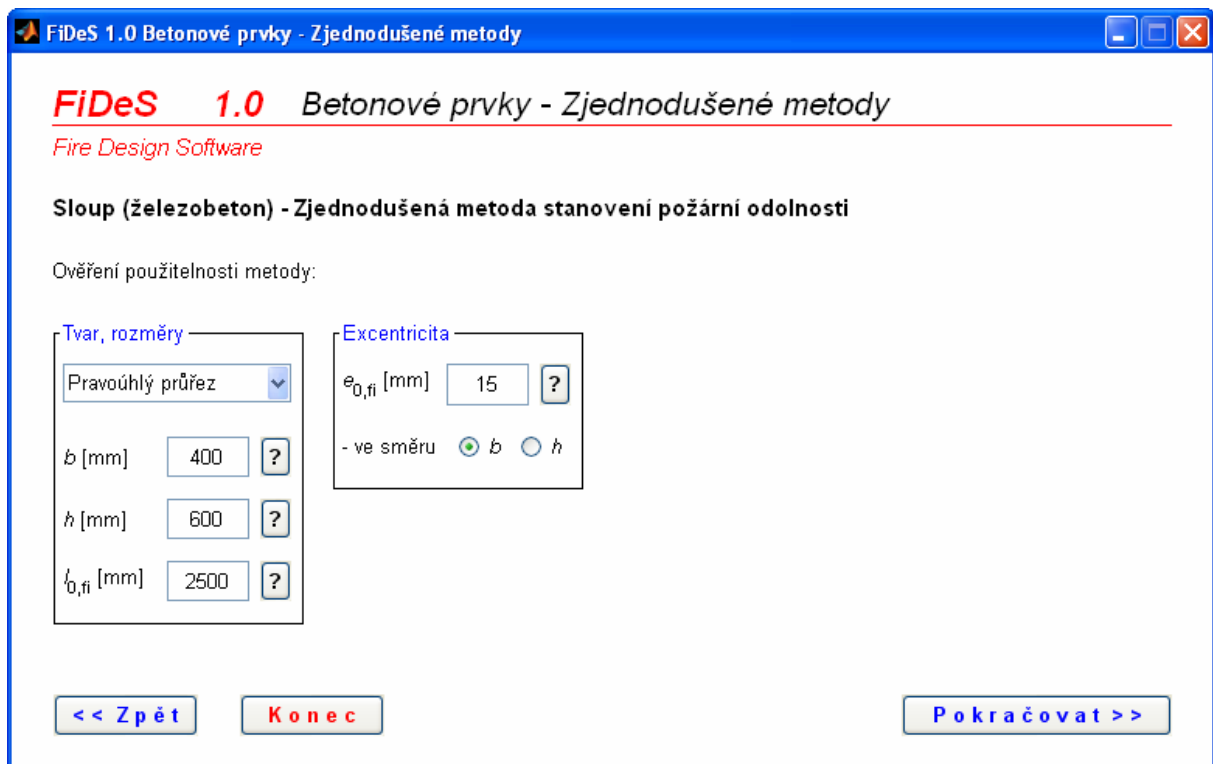 FiDeS 1.0 Betonové prvky - Zjednodušené metody
FiDeS 1.0 Betonové prvky - Zjednodušené metody
Fire Design Software
Sloup (železobeton) - Zjednodušená metoda stanovení požární odolnosti
Ověření použitelnosti metody:
Tvar, rozměry
Pravoúhlý průřez
b [mm] 400 ?
h [mm] 600 ?
l0,fi [mm] 2500 ?
Excentricita
e0,fi [mm] 15 ?
- ve směru b h
<< Zpět
Konec
Pokračovat >>